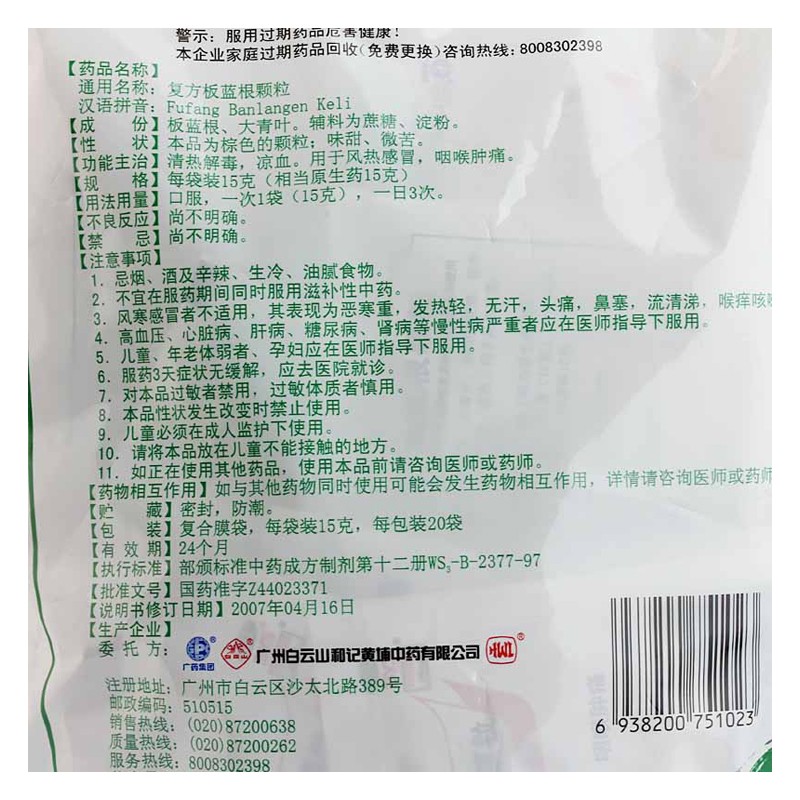 警示：服用过期药品危害健康！
本企业家庭过期药品回收(免费更换)咨询热线：8008302398
【药品名称】
通用名称：复方板蓝根颗粒
汉语拼音：Fufang Banlangen Keli
【成　份】板蓝根、大青叶。辅料为蔗糖、淀粉。
【性　状】本品为棕色的颗粒；味甜、微苦。
【功能主治】清热解毒，凉血。用于风热感冒，咽喉肿痛。
【规　格】每袋装15克（相当原生药15克）
【用法用量】口服，一次1袋（15克），一日3次。
【不良反应】尚不明确。
【禁　忌】尚不明确。
【注意事项】
1．忌烟、酒及辛辣、生冷、油腻食物。
2．不宜在服药期间同时服用滋补性中药。
3．风寒感冒者不适用，其表现为恶寒重，发热轻，无汗，头痛，鼻塞，流清涕，喉痒咳嗽
4．高血压、心脏病、肝病、糖尿病、肾病等慢性病严重者应在医师指导下服用。
5．儿童、年老体弱者、孕妇应在医师指导下服用。
6．服药3天症状无缓解，应去医院就诊。
7．对本品过敏者禁用，过敏体质者慎用。
8．本品性状发生改变时禁止使用。
9．儿童必须在成人监护下使用。
10．请将本品放在儿童不能接触的地方。
11．如正在使用其他药品，使用本品前请咨询医师或药师。
【药物相互作用】如与其他药物同时使用可能会发生药物相互作用，详情请咨询医师或药师
【贮　藏】密封，防潮。
【包　装】复合膜袋，每袋装15克，每包装20袋
【有 效 期】24个月
【执行标准】部颁标准中药成方制剂第十二册WS₃-B-2377-97
【批准文号】国药准字Z44023371
【说明书修订日期】2007年04月16日
【生产企业】
委 托 方：广药集团® 白云山® 广州白云山和记黄埔中药有限公司 ®
注册地址：广州市白云区沙太北路389号
邮政编码：510515
销售热线：(020)87200638
质量热线：(020)87200262
服务热线：8008302398
6 938200 751023